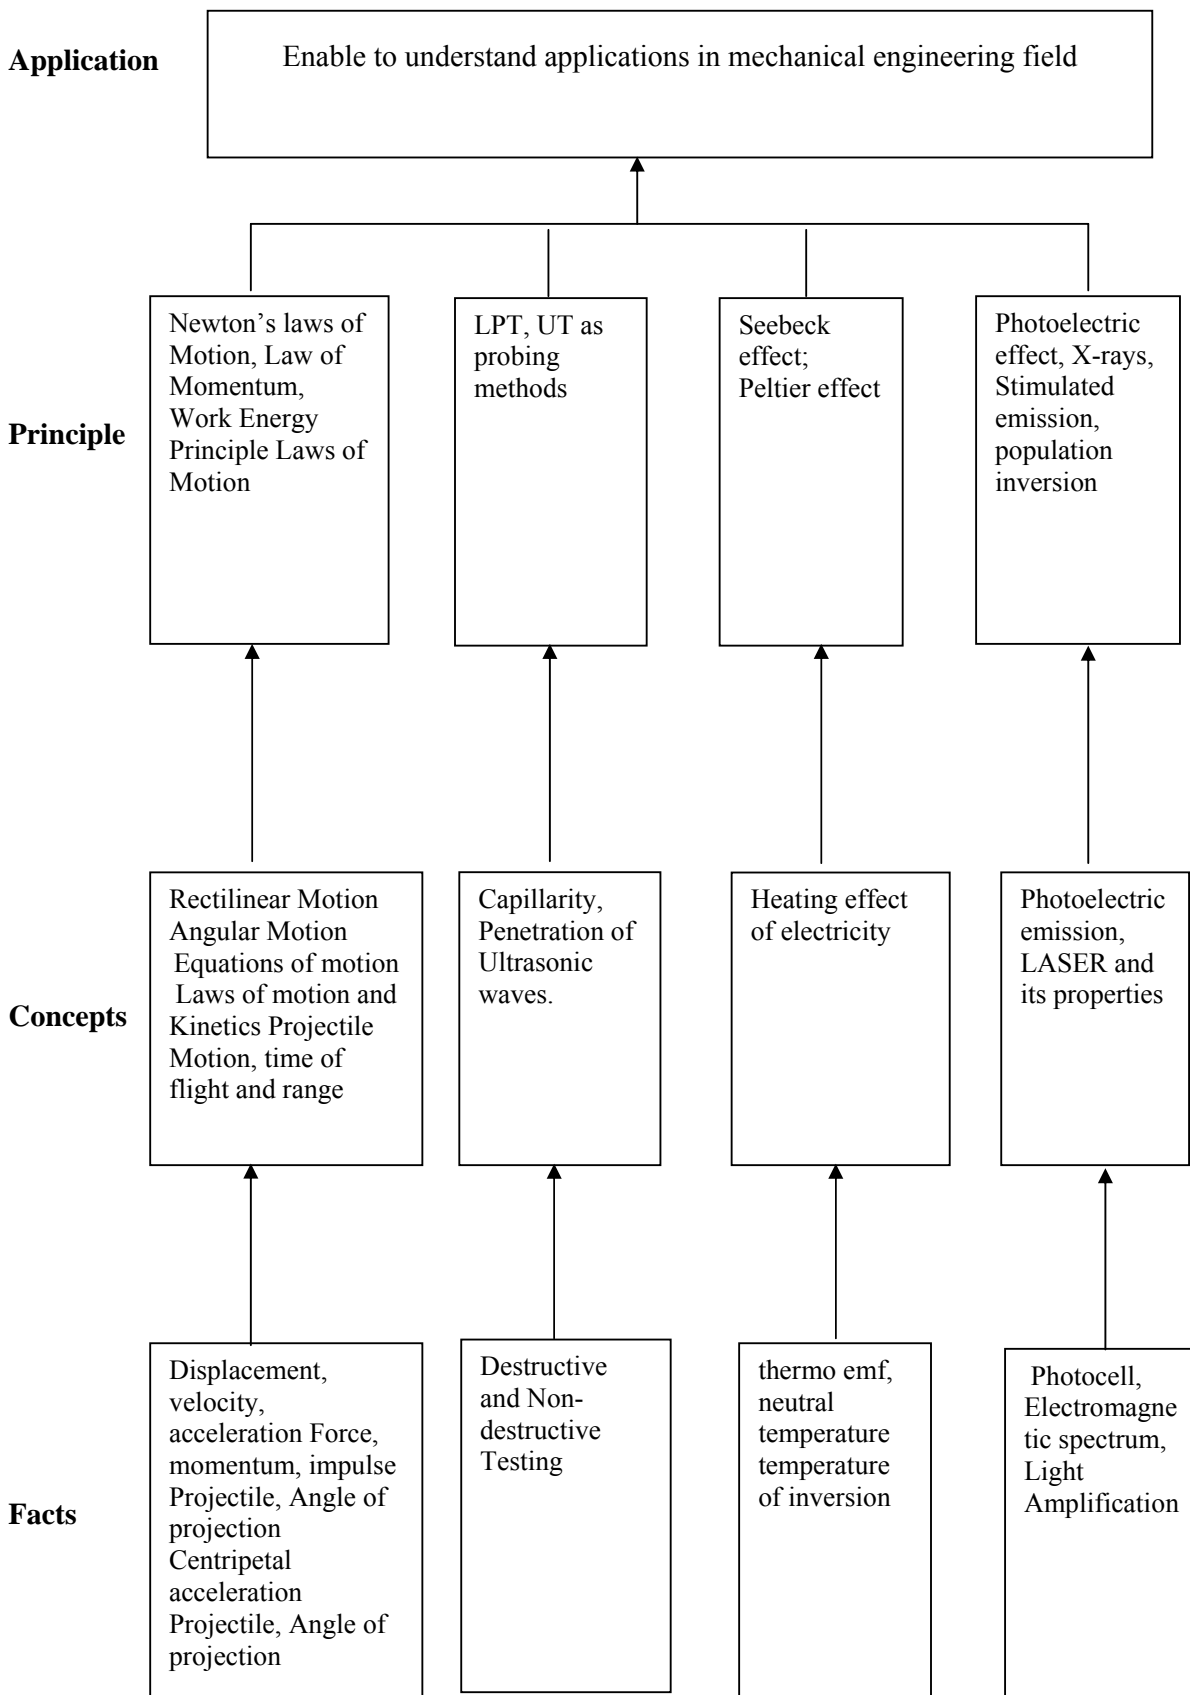 Application
Enable to understand applications in mechanical engineering field
Principle
Newton’s laws of
Motion, Law of
Momentum,
Work Energy
Principle Laws of
Motion
LPT, UT as
probing
methods
Seebeck
effect;
Peltier effect
Photoelectric
effect, X-rays,
Stimulated
emission,
population
inversion
Concepts
Rectilinear Motion
Angular Motion
Equations of motion
Laws of motion and
Kinetics Projectile
Motion, time of
flight and range
Capillarity,
Penetration of
Ultrasonic
waves.
Heating effect
of electricity
Photoelectric
emission,
LASER and
its properties
Facts
Displacement,
velocity,
acceleration Force,
momentum, impulse
Projectile, Angle of
projection
Centripetal
acceleration
Projectile, Angle of
projection
Destructive
and Non-
destructive
Testing
thermo emf,
neutral
temperature
temperature
of inversion
Photocell,
Electromagne
tic spectrum,
Light
Amplification